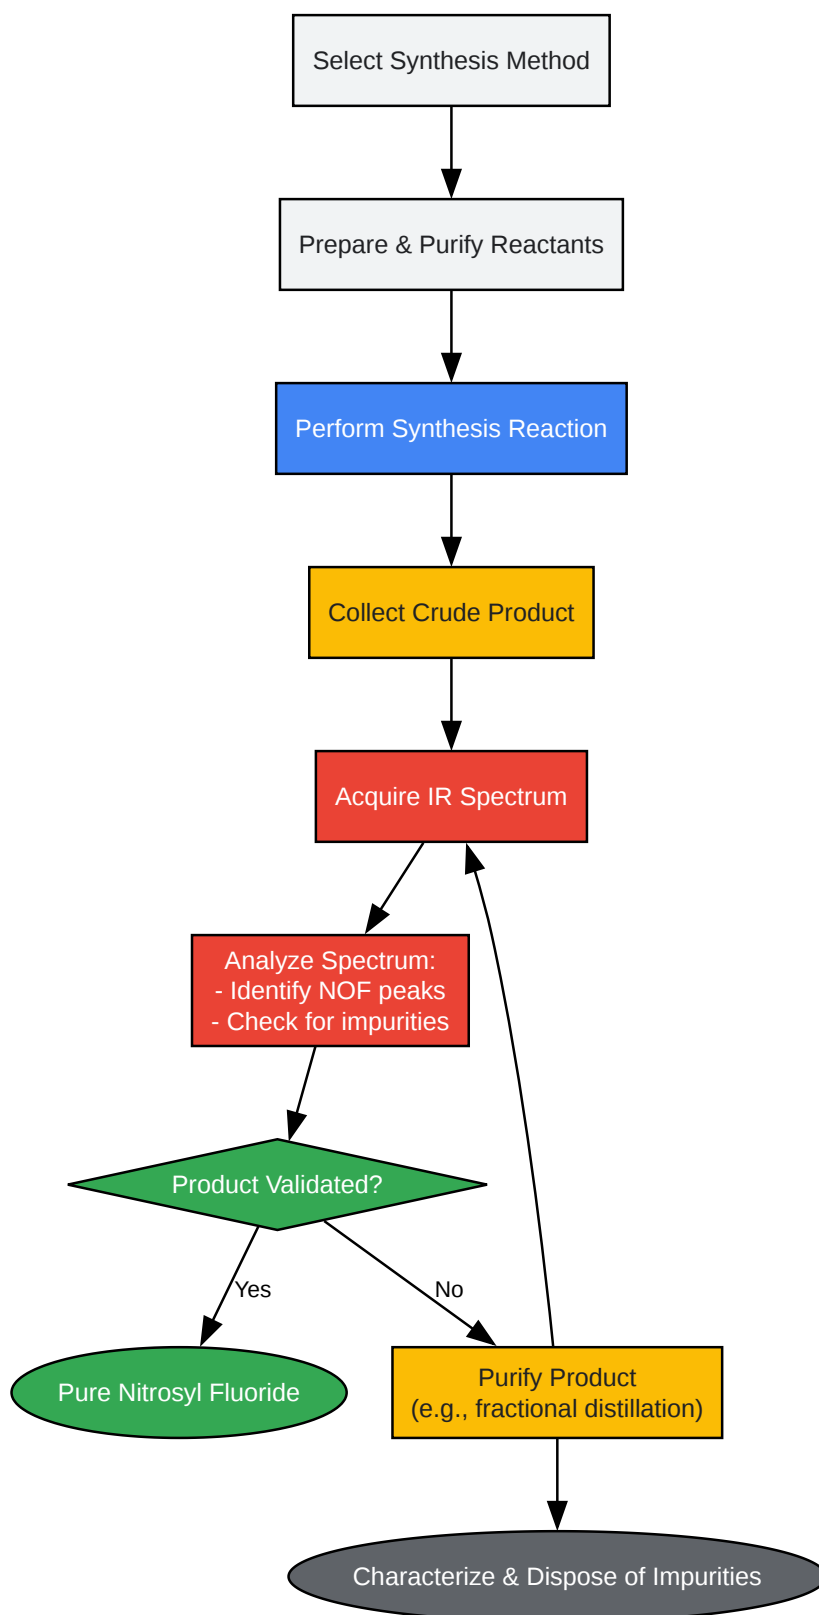 Select Synthesis Method
Prepare & Purify Reactants
Perform Synthesis Reaction
Collect Crude Product
Acquire IR Spectrum
Analyze Spectrum:
- Identify NOF peaks
- Check for impurities
Product Validated?
Yes
No
Pure Nitrosyl Fluoride
Purify Product
(e.g., fractional distillation)
Characterize & Dispose of Impurities